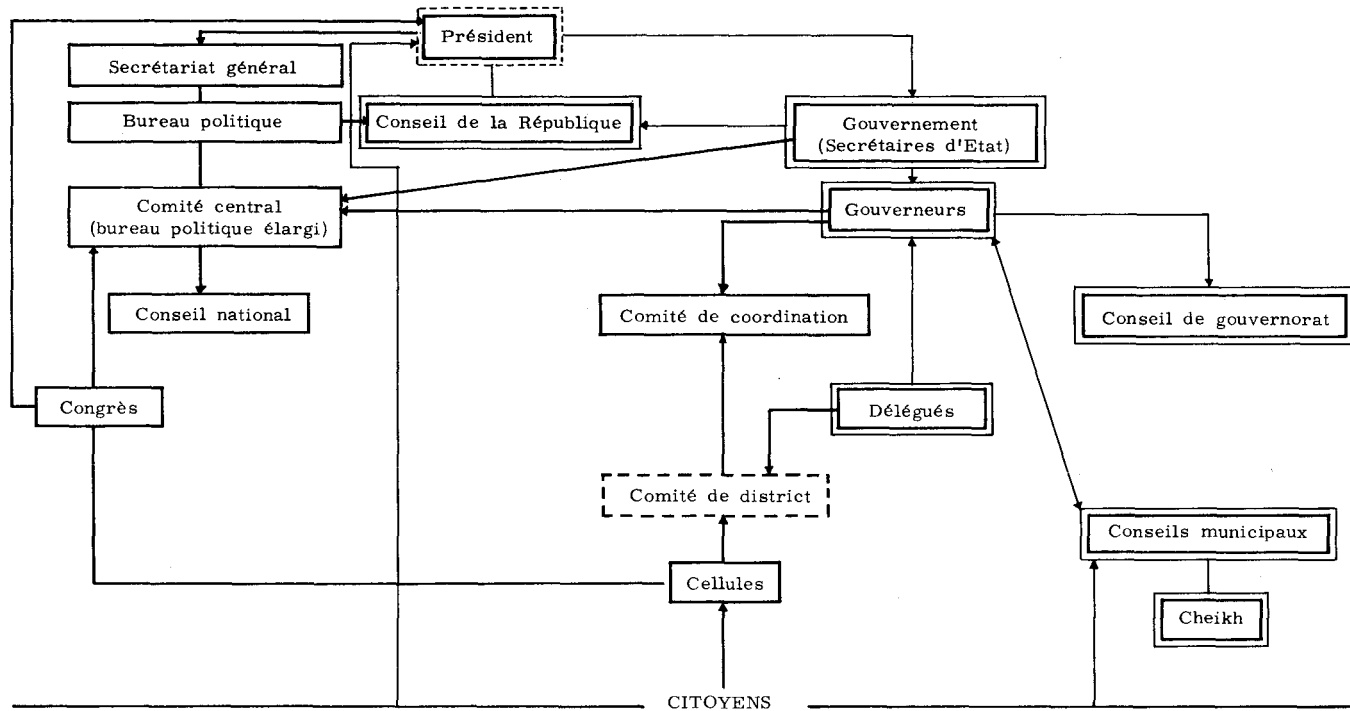 Président
Secrétariat général
Bureau politique
Conseil de la République
Gouvernement
(Secrétaires d'Etat)
Comité central
(bureau politique élargi)
Gouverneurs
Conseil national
Comité de coordination
Conseil de gouvernorat
Congrès
Délégués
Comité de district
Conseils municipaux
Cellules
Cheikh
CITOYENS